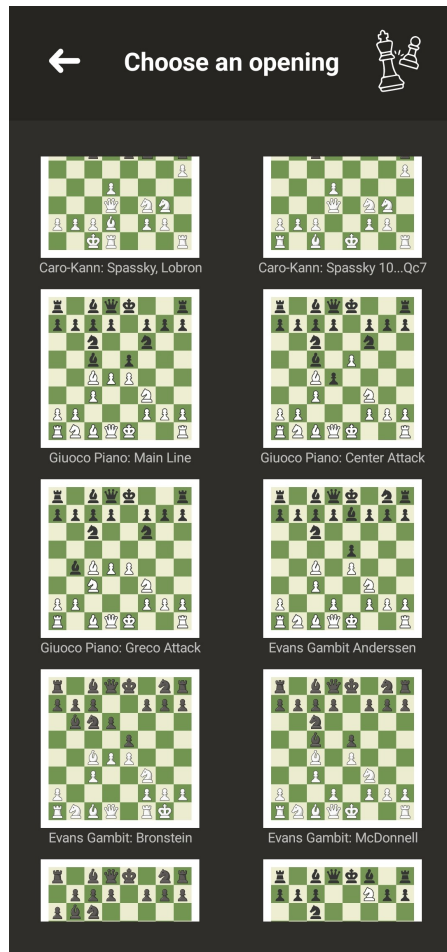 Choose an opening
Caro-Kann: Spassky, Lobron
Caro-Kann: Spassky 10...Qc7
Giuoco Piano: Main Line
Giuoco Piano: Center Attack
Giuoco Piano: Greco Attack
Evans Gambit Anderssen
Evans Gambit: Bronstein
Evans Gambit: McDonnell